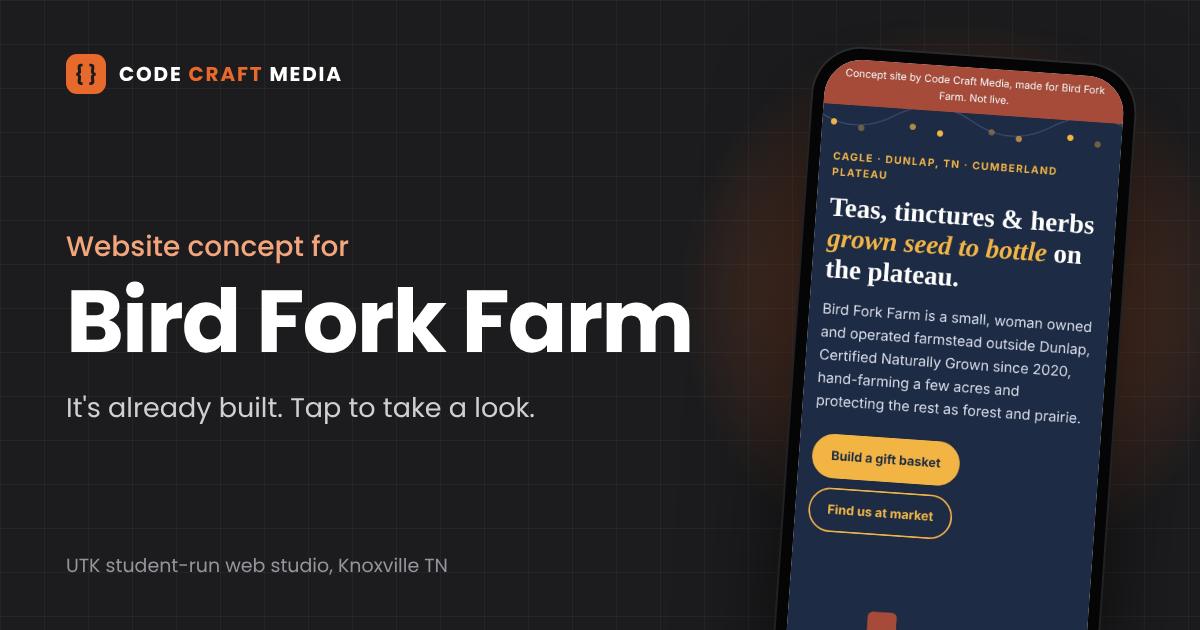 { } CODE CRAFT MEDIA
Website concept for
Bird Fork Farm
It's already built. Tap to take a look.
UTK student-run web studio, Knoxville TN
Concept site by Code Craft Media, made for Bird Fork
Farm. Not live.
CAGLE · DUNLAP, TN · CUMBERLAND
PLATEAU
Teas, tinctures & herbs
grown seed to bottle on
the plateau.
Bird Fork Farm is a small, woman owned
and operated farmstead outside Dunlap,
Certified Naturally Grown since 2020,
hand-farming a few acres and
protecting the rest as forest and prairie.
Build a gift basket
Find us at market